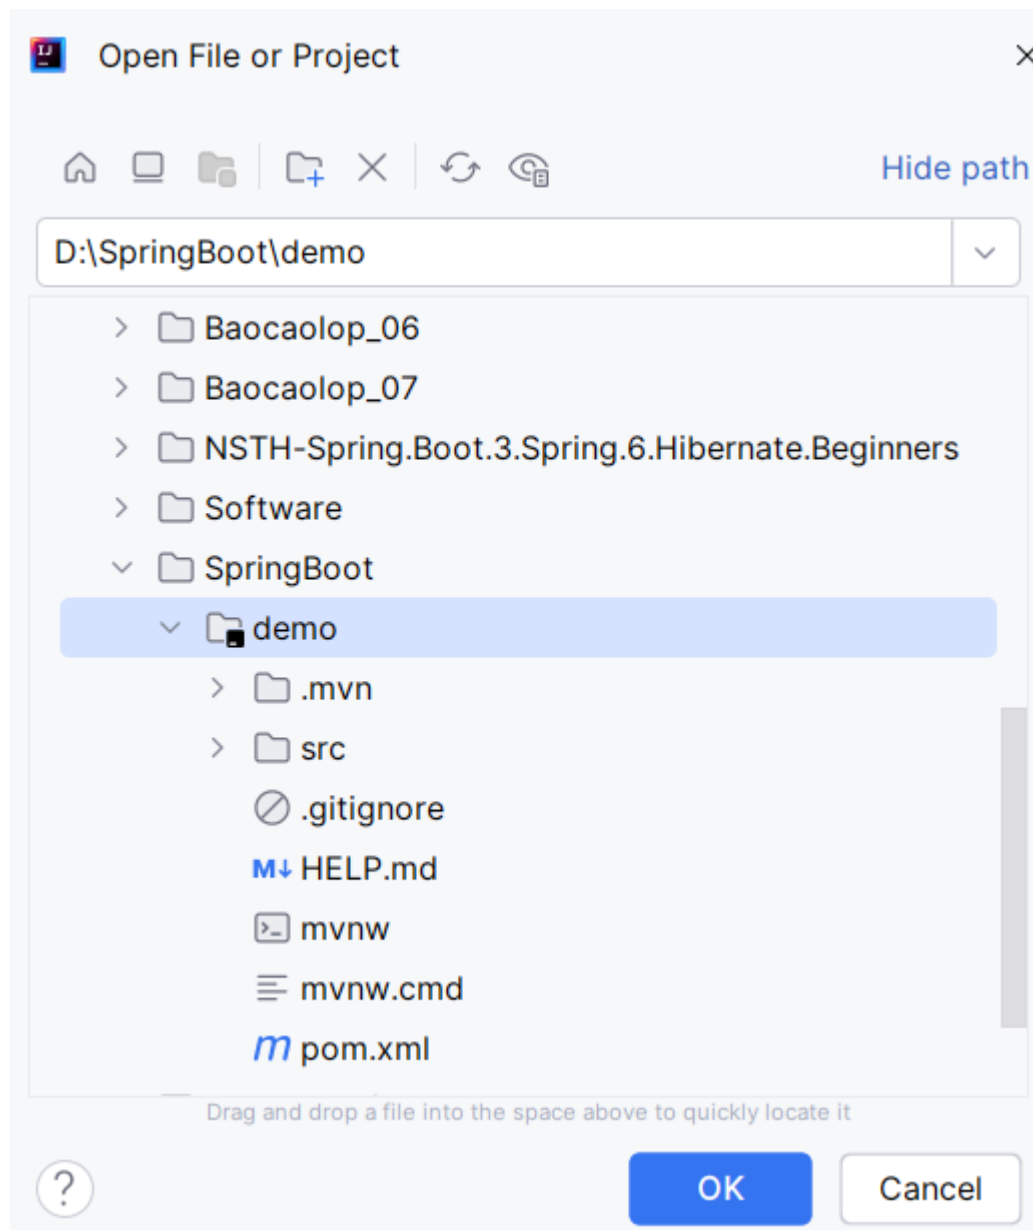 Open File or Project
Hide path
D:\SpringBoot\demo
Baocaolop_06
Baocaolop_07
NSTH-Spring.Boot.3.Spring.6.Hibernate.Beginners
Software
SpringBoot
demo
.mvn
src
.gitignore
M↓ HELP.md
mvnw
mvnw.cmd
m pom.xml
Drag and drop a file into the space above to quickly locate it
? OK Cancel